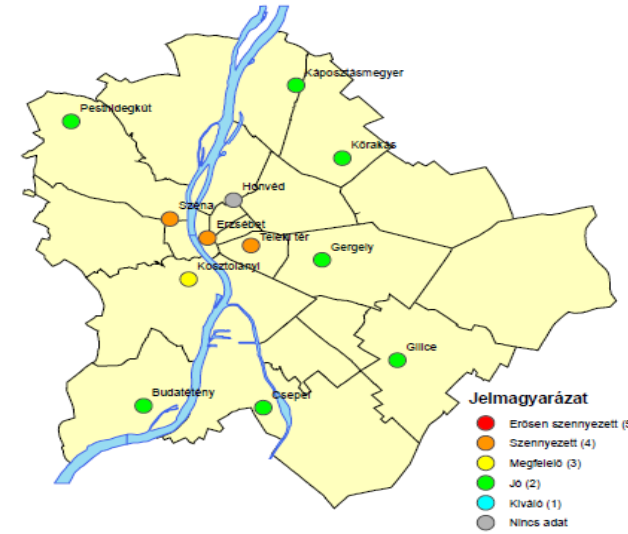 Káposztásmegyer
Pesthidegkút
Kőrakás
Honvéd
Széna
Erzsébet
Teleki tér
Gergely
Kosztolányi
Gilice
Budatétény
Csepel
Jelmagyarázat
Erősen szennyezett (5
Szennyezett (4)
Megfelelő (3)
Jó (2)
Kiváló (1)
Nincs adat